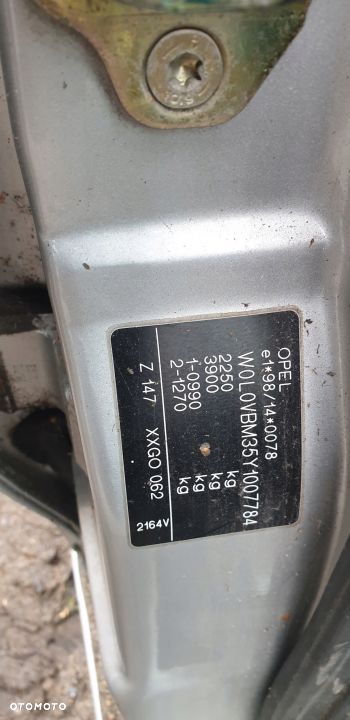 OPEL
e1*98/14*0078
W0L0VBM35Y1007784
2250 kg
3900 kg
1-0990 kg
2-1270 kg
Z 147 XXGO 062
2164V
OTOMOTO